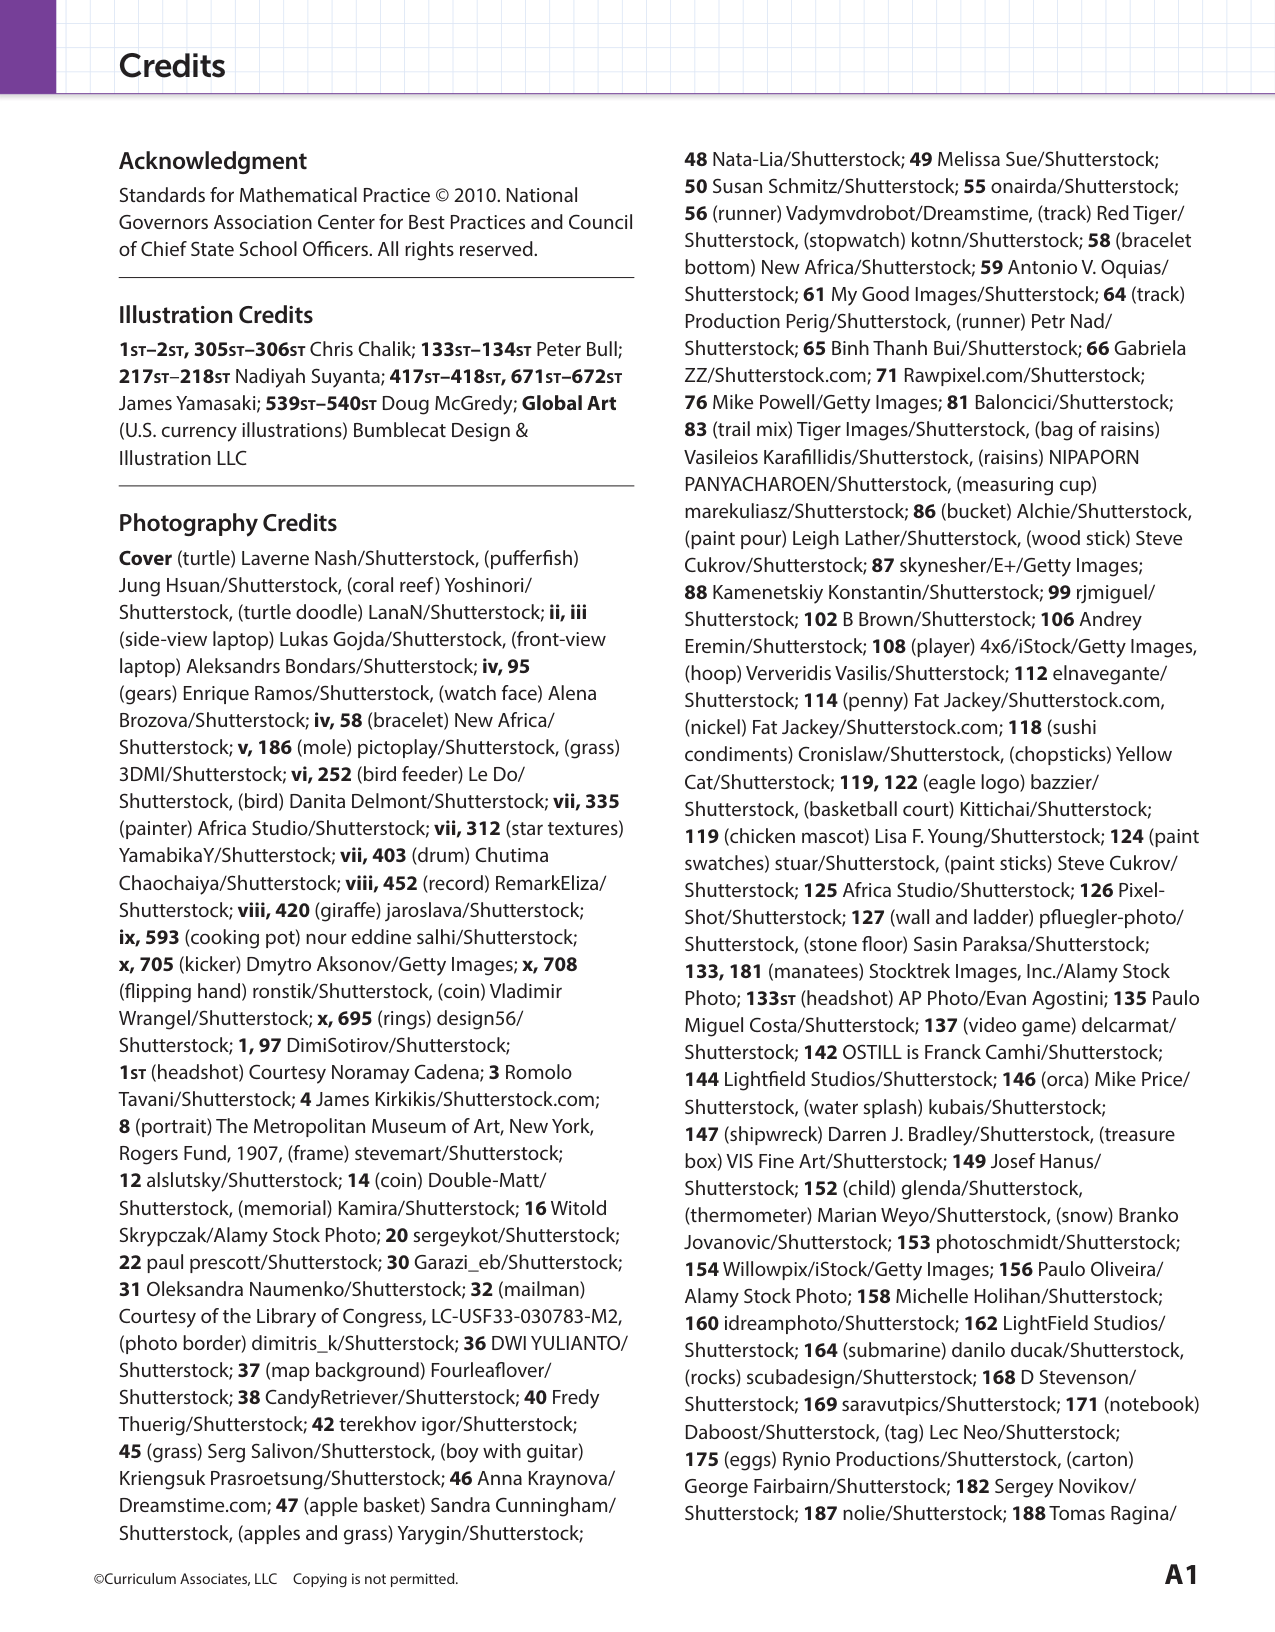 Credits
Acknowledgment
Standards for Mathematical Practice © 2010. National
Governors Association Center for Best Practices and Council
of Chief State School Officers. All rights reserved.
Illustration Credits
1ST–2ST, 305ST–306ST Chris Chalik; 133ST–134ST Peter Bull;
217ST–218ST Nadiyah Suyanta; 417ST–418ST, 671ST–672ST
James Yamasaki; 539ST–540ST Doug McGredy; Global Art
(U.S. currency illustrations) Bumblecat Design &
Illustration LLC
Photography Credits
Cover (turtle) Laverne Nash/Shutterstock, (pufferfish)
Jung Hsuan/Shutterstock, (coral reef) Yoshinori/
Shutterstock, (turtle doodle) LanaN/Shutterstock; ii, iii
(side-view laptop) Lukas Gojda/Shutterstock, (front-view
laptop) Aleksandrs Bondars/Shutterstock; iv, 95
(gears) Enrique Ramos/Shutterstock, (watch face) Alena
Brozova/Shutterstock; iv, 58 (bracelet) New Africa/
Shutterstock; v, 186 (mole) pictoplay/Shutterstock, (grass)
3DMI/Shutterstock; vi, 252 (bird feeder) Le Do/
Shutterstock, (bird) Danita Delmont/Shutterstock; vii, 335
(painter) Africa Studio/Shutterstock; vii, 312 (star textures)
YamabikaY/Shutterstock; vii, 403 (drum) Chutima
Chaochaiya/Shutterstock; viii, 452 (record) RemarkEliza/
Shutterstock; viii, 420 (giraffe) jaroslava/Shutterstock;
ix, 593 (cooking pot) nour eddine salhi/Shutterstock;
x, 705 (kicker) Dmytro Aksonov/Getty Images; x, 708
(flipping hand) ronstik/Shutterstock, (coin) Vladimir
Wrangel/Shutterstock; x, 695 (rings) design56/
Shutterstock; 1, 97 DimiSotirov/Shutterstock;
1ST (headshot) Courtesy Noramay Cadena; 3 Romolo
Tavani/Shutterstock; 4 James Kirkikis/Shutterstock.com;
8 (portrait) The Metropolitan Museum of Art, New York,
Rogers Fund, 1907, (frame) stevemart/Shutterstock;
12 alslutsky/Shutterstock; 14 (coin) Double-Matt/
Shutterstock, (memorial) Kamira/Shutterstock; 16 Witold
Skrypczak/Alamy Stock Photo; 20 sergeykot/Shutterstock;
22 paul prescott/Shutterstock; 30 Garazi_eb/Shutterstock;
31 Oleksandra Naumenko/Shutterstock; 32 (mailman)
Courtesy of the Library of Congress, LC-USF33-030783-M2,
(photo border) dimitris_k/Shutterstock; 36 DWI YULIANTO/
Shutterstock; 37 (map background) Fourleaflover/
Shutterstock; 38 CandyRetriever/Shutterstock; 40 Fredy
Thuerig/Shutterstock; 42 terekhov igor/Shutterstock;
45 (grass) Serg Salivon/Shutterstock, (boy with guitar)
Kriengsuk Prasroetsung/Shutterstock; 46 Anna Kraynova/
Dreamstime.com; 47 (apple basket) Sandra Cunningham/
Shutterstock, (apples and grass) Yarygin/Shutterstock;
48 Nata-Lia/Shutterstock; 49 Melissa Sue/Shutterstock;
50 Susan Schmitz/Shutterstock; 55 onairda/Shutterstock;
56 (runner) Vadymvdrobot/Dreamstime, (track) Red Tiger/
Shutterstock, (stopwatch) kotnn/Shutterstock; 58 (bracelet
bottom) New Africa/Shutterstock; 59 Antonio V. Oquias/
Shutterstock; 61 My Good Images/Shutterstock; 64 (track)
Production Perig/Shutterstock, (runner) Petr Nad/
Shutterstock; 65 Binh Thanh Bui/Shutterstock; 66 Gabriela
ZZ/Shutterstock.com; 71 Rawpixel.com/Shutterstock;
76 Mike Powell/Getty Images; 81 Baloncici/Shutterstock;
83 (trail mix) Tiger Images/Shutterstock, (bag of raisins)
Vasileios Karafillidis/Shutterstock, (raisins) NIPAPORN
PANYACHAROEN/Shutterstock, (measuring cup)
marekuliasz/Shutterstock; 86 (bucket) Alchie/Shutterstock,
(paint pour) Leigh Lather/Shutterstock, (wood stick) Steve
Cukrov/Shutterstock; 87 skynesher/E+/Getty Images;
88 Kamenetskiy Konstantin/Shutterstock; 99 rjmiguel/
Shutterstock; 102 B Brown/Shutterstock; 106 Andrey
Eremin/Shutterstock; 108 (player) 4x6/iStock/Getty Images,
(hoop) Ververidis Vasilis/Shutterstock; 112 elnavegante/
Shutterstock; 114 (penny) Fat Jackey/Shutterstock.com,
(nickel) Fat Jackey/Shutterstock.com; 118 (sushi
condiments) Cronislaw/Shutterstock, (chopsticks) Yellow
Cat/Shutterstock; 119, 122 (eagle logo) bazzier/
Shutterstock, (basketball court) Kittichai/Shutterstock;
119 (chicken mascot) Lisa F. Young/Shutterstock; 124 (paint
swatches) stuar/Shutterstock, (paint sticks) Steve Cukrov/
Shutterstock; 125 Africa Studio/Shutterstock; 126 Pixel-
Shot/Shutterstock; 127 (wall and ladder) pfluegler-photo/
Shutterstock, (stone floor) Sasin Paraksa/Shutterstock;
133, 181 (manatees) Stocktrek Images, Inc./Alamy Stock
Photo; 133ST (headshot) AP Photo/Evan Agostini; 135 Paulo
Miguel Costa/Shutterstock; 137 (video game) delcarmat/
Shutterstock; 142 OSTILL is Franck Camhi/Shutterstock;
144 Lightfield Studios/Shutterstock; 146 (orca) Mike Price/
Shutterstock, (water splash) kubais/Shutterstock;
147 (shipwreck) Darren J. Bradley/Shutterstock, (treasure
box) VIS Fine Art/Shutterstock; 149 Josef Hanus/
Shutterstock; 152 (child) glenda/Shutterstock,
(thermometer) Marian Weyo/Shutterstock, (snow) Branko
Jovanovic/Shutterstock; 153 photoschmidt/Shutterstock;
154 Willowpix/iStock/Getty Images; 156 Paulo Oliveira/
Alamy Stock Photo; 158 Michelle Holihan/Shutterstock;
160 idreamphoto/Shutterstock; 162 LightField Studios/
Shutterstock; 164 (submarine) danilo ducak/Shutterstock,
(rocks) scubadesign/Shutterstock; 168 D Stevenson/
Shutterstock; 169 saravutpics/Shutterstock; 171 (notebook)
Daboost/Shutterstock, (tag) Lec Neo/Shutterstock;
175 (eggs) Rynio Productions/Shutterstock, (carton)
George Fairbairn/Shutterstock; 182 Sergey Novikov/
Shutterstock; 187 nolie/Shutterstock; 188 Tomas Ragina/
©Curriculum Associates, LLC Copying is not permitted.
A1